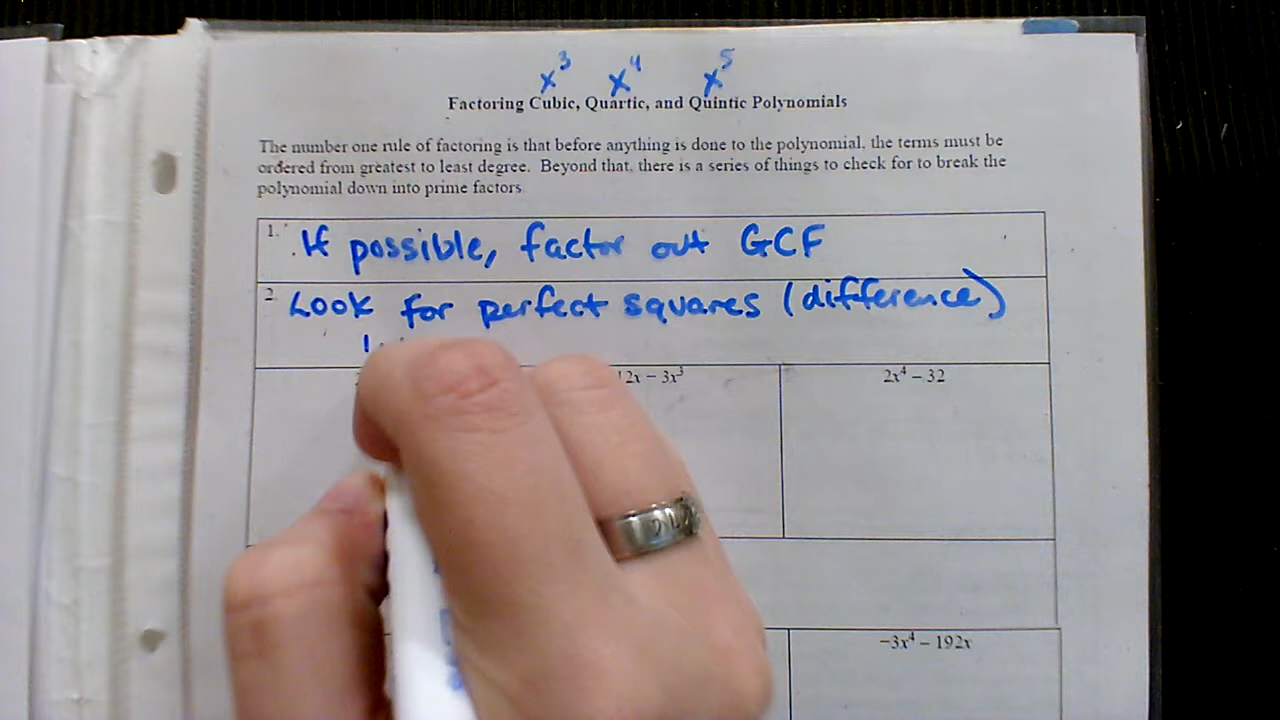 x³ x⁴ x⁵
Factoring Cubic, Quartic, and Quintic Polynomials
The number one rule of factoring is that before anything is done to the polynomial, the terms must be
ordered from greatest to least degree. Beyond that, there is a series of things to check for to break the
polynomial down into prime factors
1. If possible, factor out GCF
2. Look for perfect squares (difference)
12x – 3x³ 2x⁴ – 32
–3x⁴ – 192x